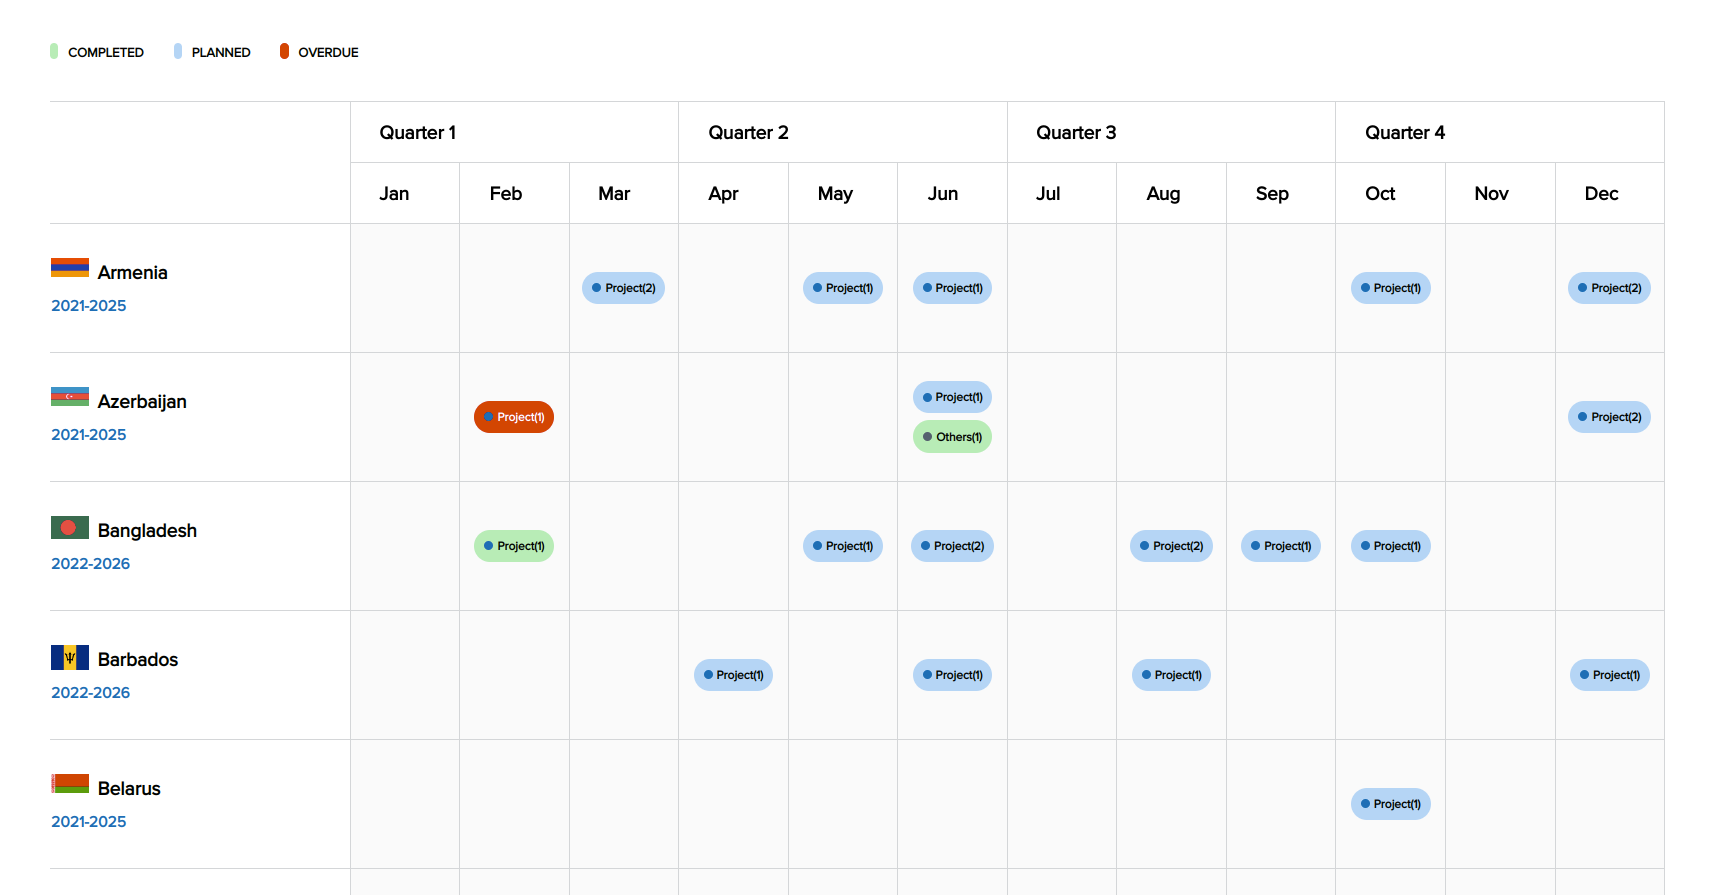 COMPLETED PLANNED OVERDUE
Quarter 1 Quarter 2 Quarter 3 Quarter 4
Jan Feb Mar Apr May Jun Jul Aug Sep Oct Nov Dec
Armenia
Project(2) Project(1) Project(1) Project(1) Project(2)
2021-2025
Project(1)
Azerbaijan
Project(1) Project(2)
2021-2025
Others(1)
Bangladesh
Project(1) Project(1) Project(2) Project(2) Project(1) Project(1)
2022-2026
Barbados
Project(1) Project(1) Project(1) Project(1)
2022-2026
Belarus
Project(1)
2021-2025